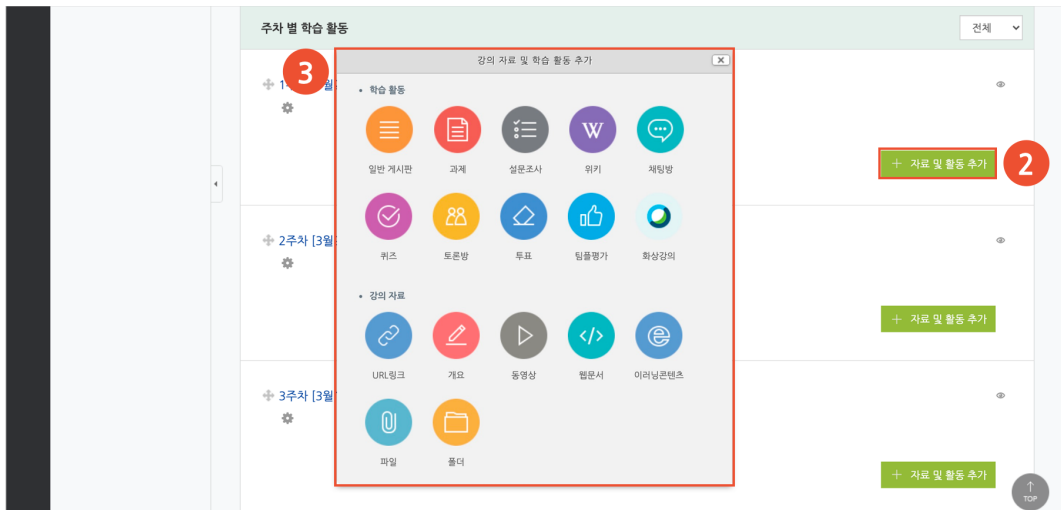 주차 별 학습 활동
전체
3
강의 자료 및 학습 활동 추가
학습 활동
일반 게시판
과제
설문조사
위키
채팅방
퀴즈
토론방
투표
팀플평가
화상강의
강의 자료
URL링크
개요
동영상
웹문서
이러닝콘텐츠
파일
폴더
+ 자료 및 활동 추가
2
2주차 [3월
+ 자료 및 활동 추가
3주차 [3월
+ 자료 및 활동 추가
TOP